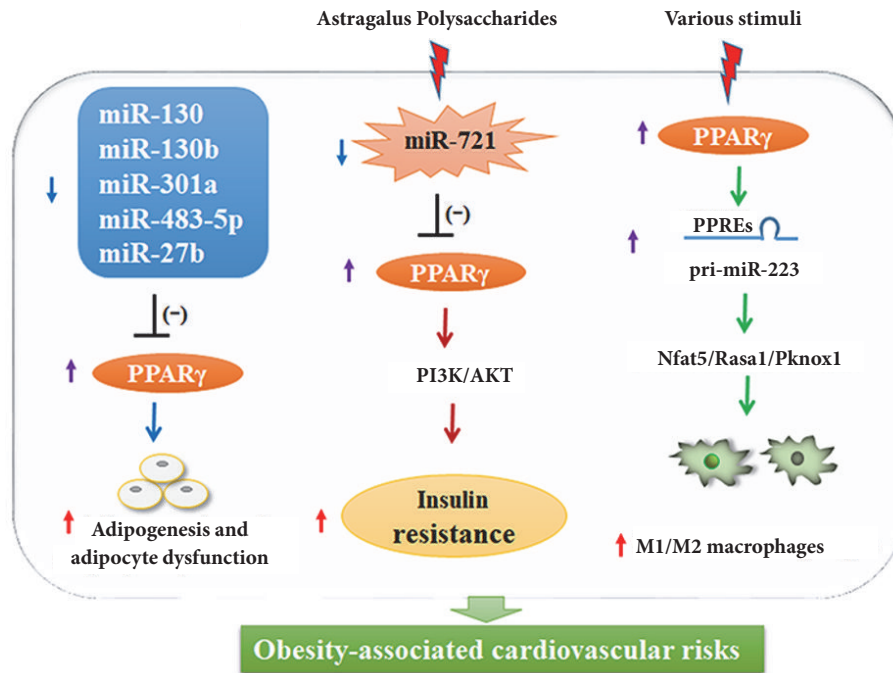 Astragalus Polysaccharides
Various stimuli
miR-130
miR-130b
miR-301a
miR-483-5p
miR-27b
(-)
PPARγ
Adipogenesis and
adipocyte dysfunction
miR-721
(-)
PPARγ
PI3K/AKT
Insulin
resistance
PPARγ
PPREs
pri-miR-223
Nfat5/Rasa1/Pknox1
M1/M2 macrophages
Obesity-associated cardiovascular risks